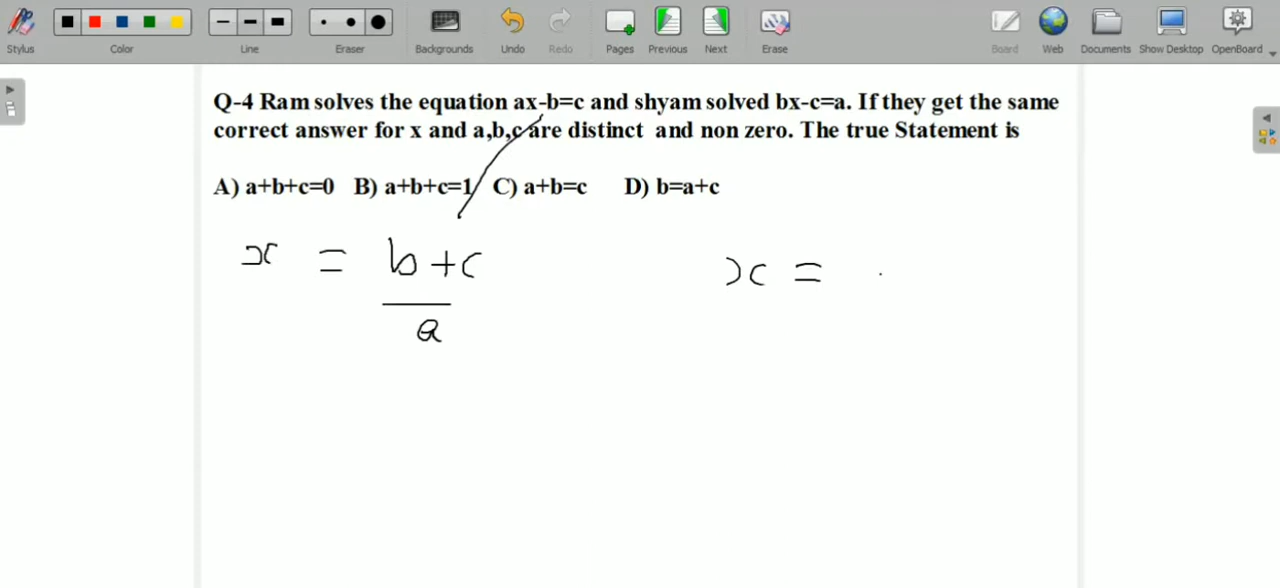 Stylus Color Line Eraser Backgrounds Undo Redo Pages Previous Next Erase Board Web Documents Show Desktop OpenBoard
Q-4 Ram solves the equation ax-b=c and shyam solved bx-c=a. If they get the same
correct answer for x and a,b,c are distinct and non zero. The true Statement is
A) a+b+c=0 B) a+b+c=1 C) a+b=c D) b=a+c
x = b+c x =
a